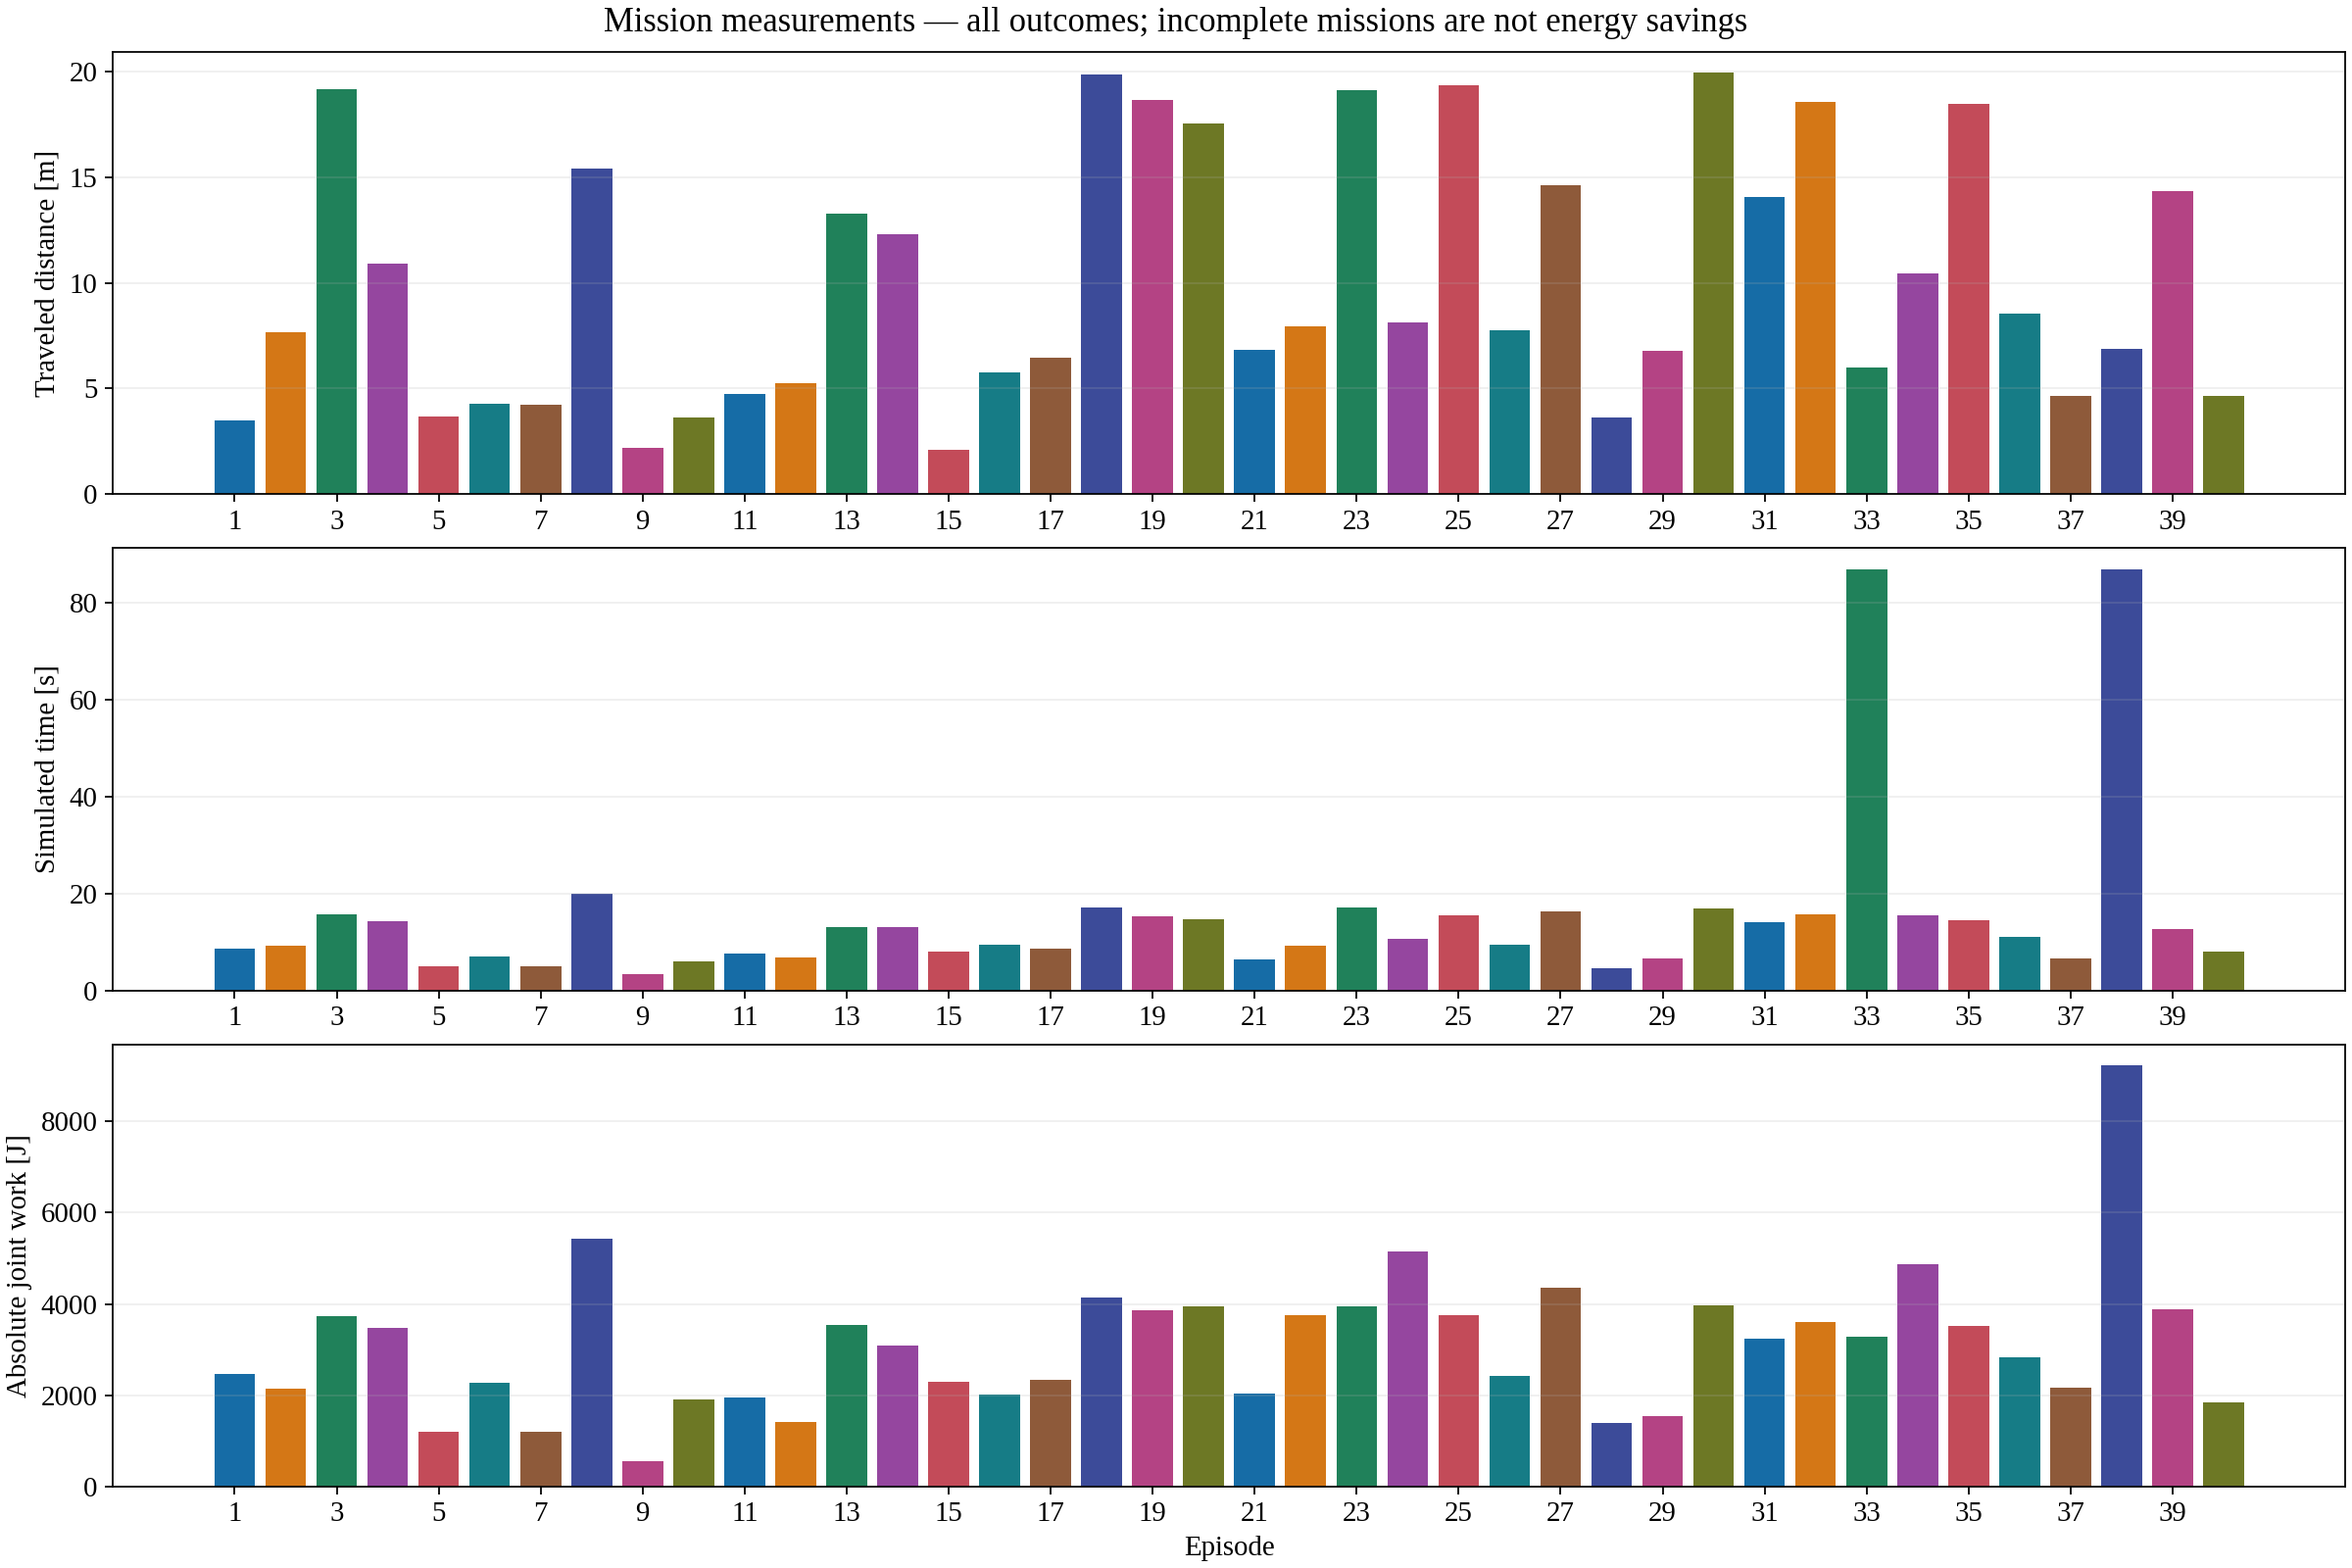 Mission measurements — all outcomes; incomplete missions are not energy savings
Traveled distance [m]
20
15
10
5
0
1 3 5 7 9 11 13 15 17 19 21 23 25 27 29 31 33 35 37 39
Simulated time [s]
80
60
40
20
0
1 3 5 7 9 11 13 15 17 19 21 23 25 27 29 31 33 35 37 39
Absolute joint work [J]
8000
6000
4000
2000
0
1 3 5 7 9 11 13 15 17 19 21 23 25 27 29 31 33 35 37 39
Episode